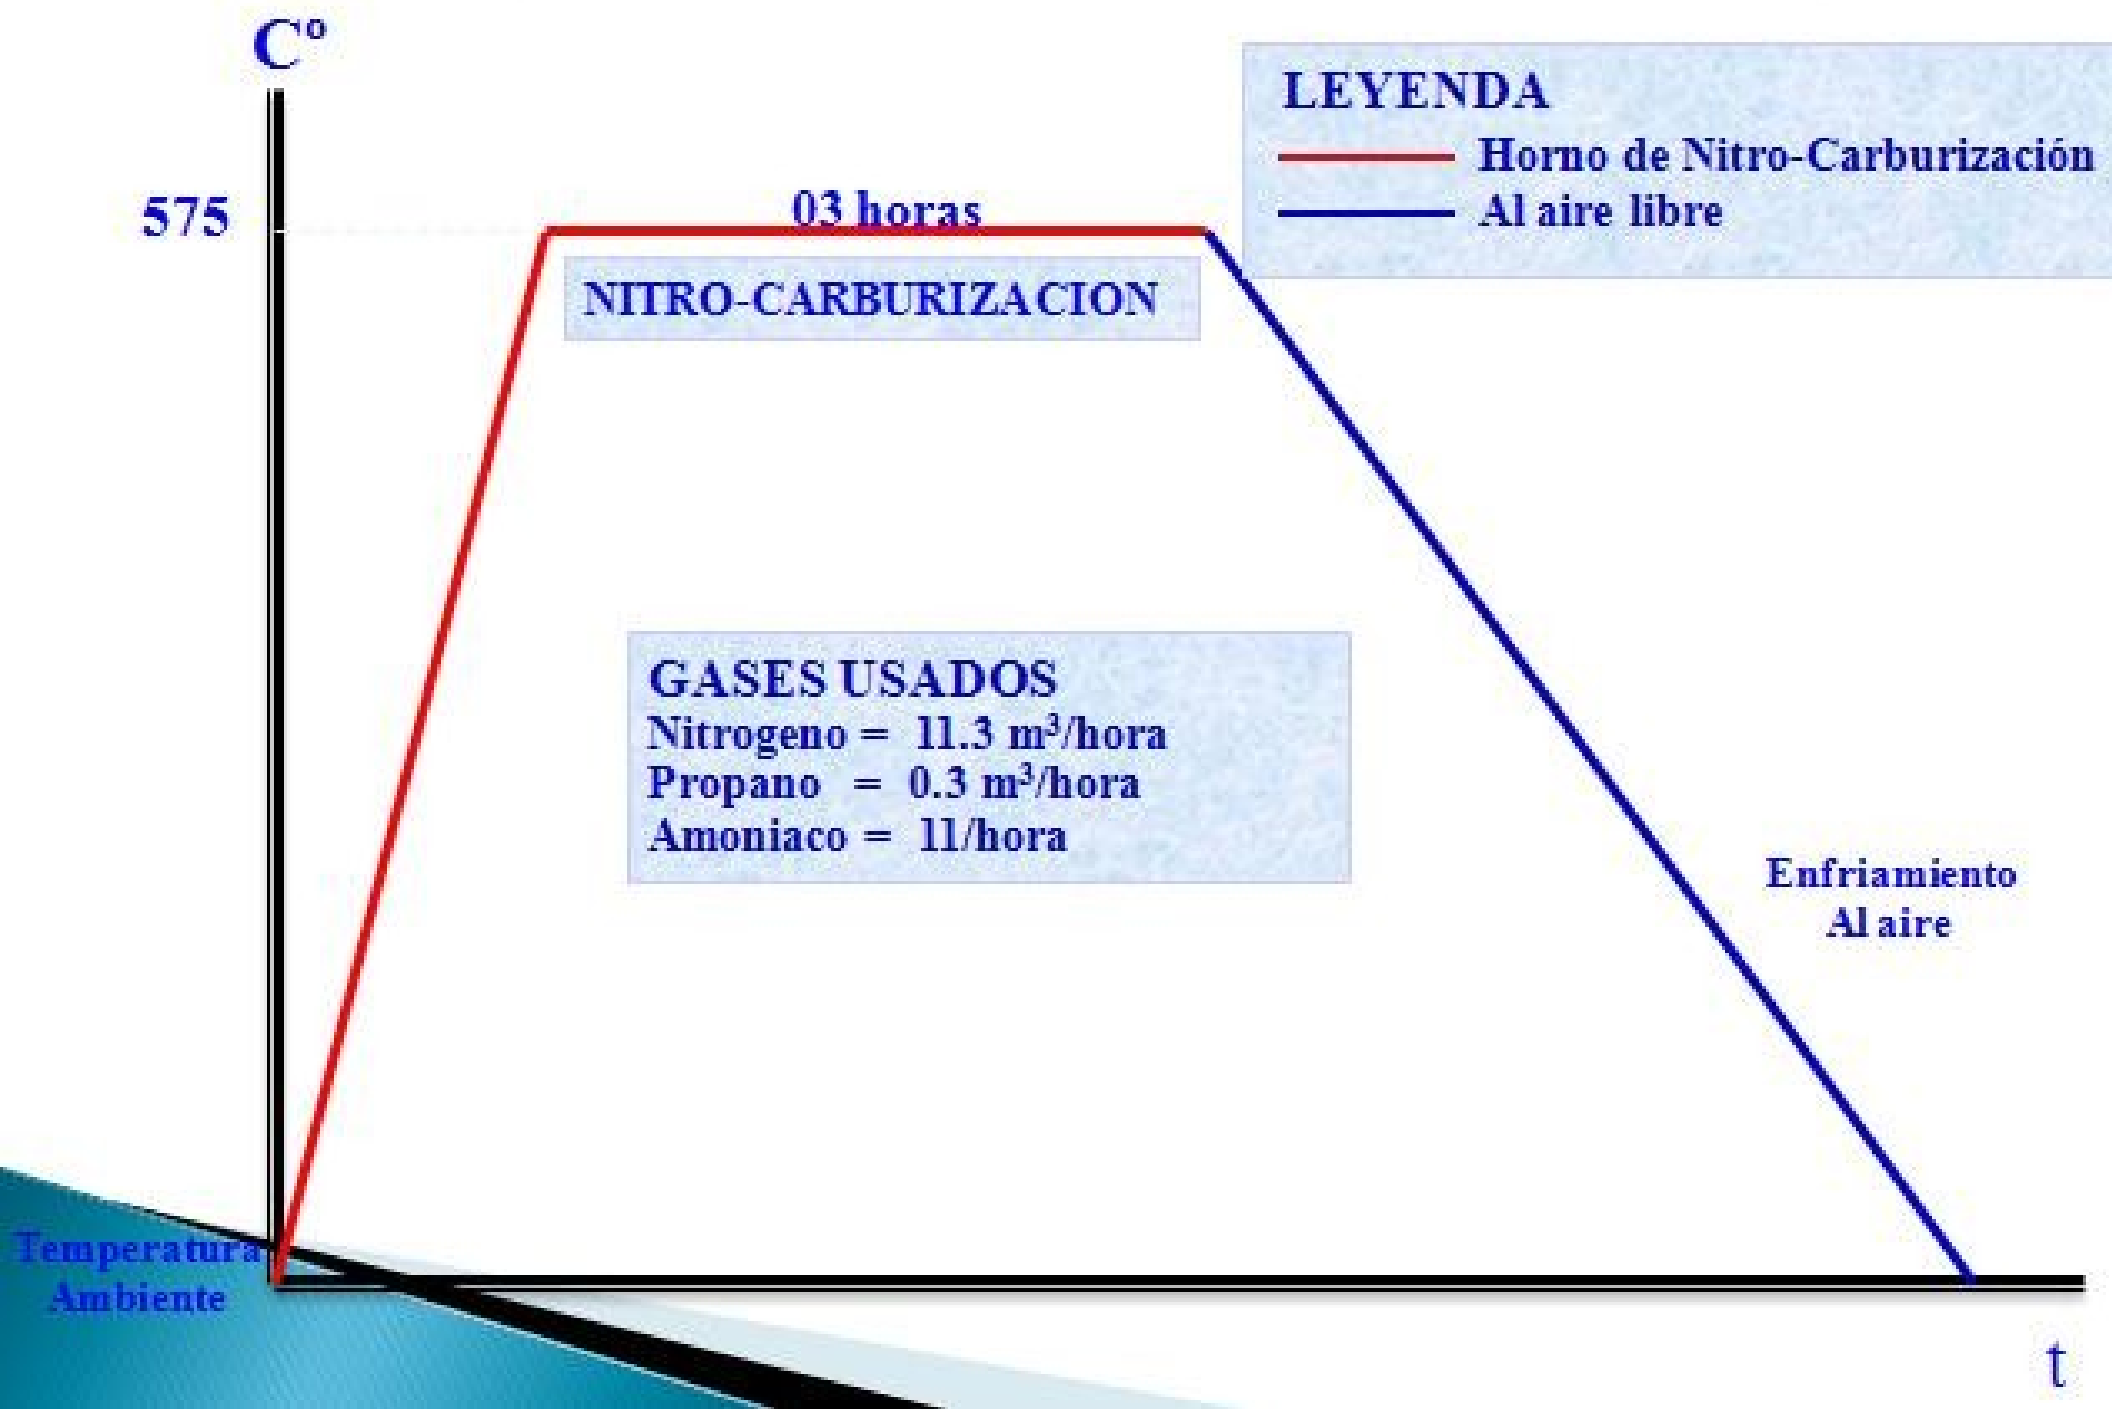 Cº
LEYENDA
Horno de Nitro-Carburización
Al aire libre
575
03 horas
NITRO-CARBURIZACION
GASES USADOS
Nitrogeno = 11.3 m³/hora
Propano = 0.3 m³/hora
Amoniaco = 11/hora
Enfriamiento
Al aire
Temperatura
Ambiente
t